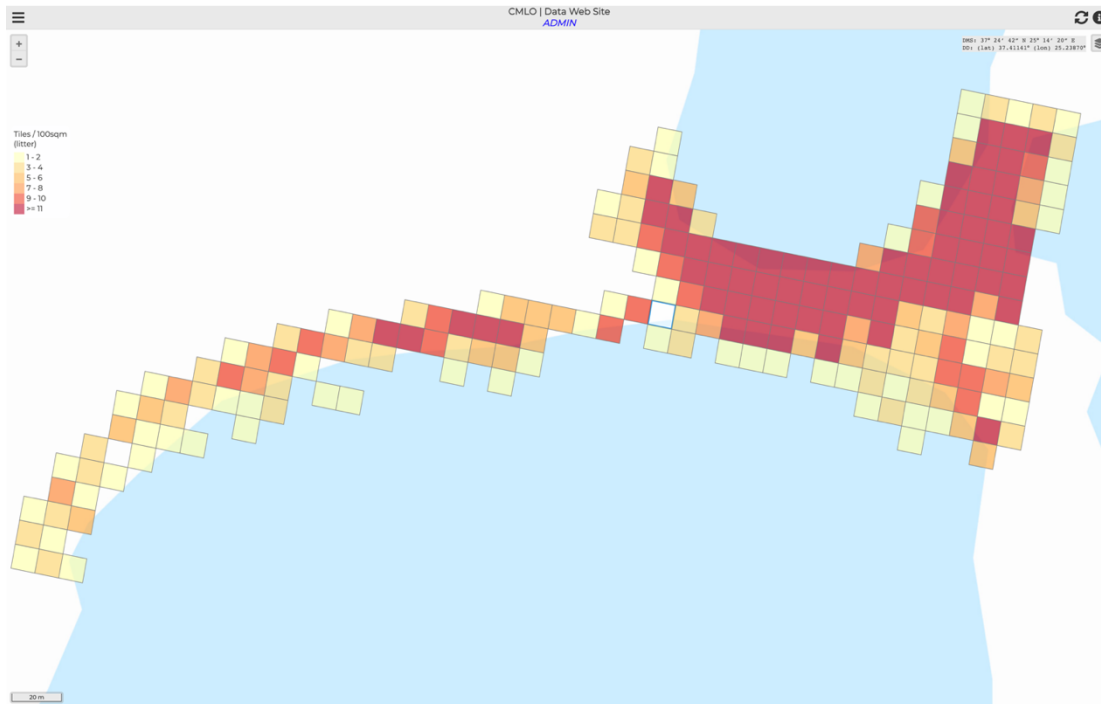 CMLO | Data Web Site
ADMIN
+
DMS: 37° 24' 42" N 25° 14' 20" E
DD: (lat) 37.41141° (lon) 25.23870°
−
Tiles / 100sqm
(litter)
1 - 2
3 - 4
5 - 6
7 - 8
9 - 10
>= 11
20 m